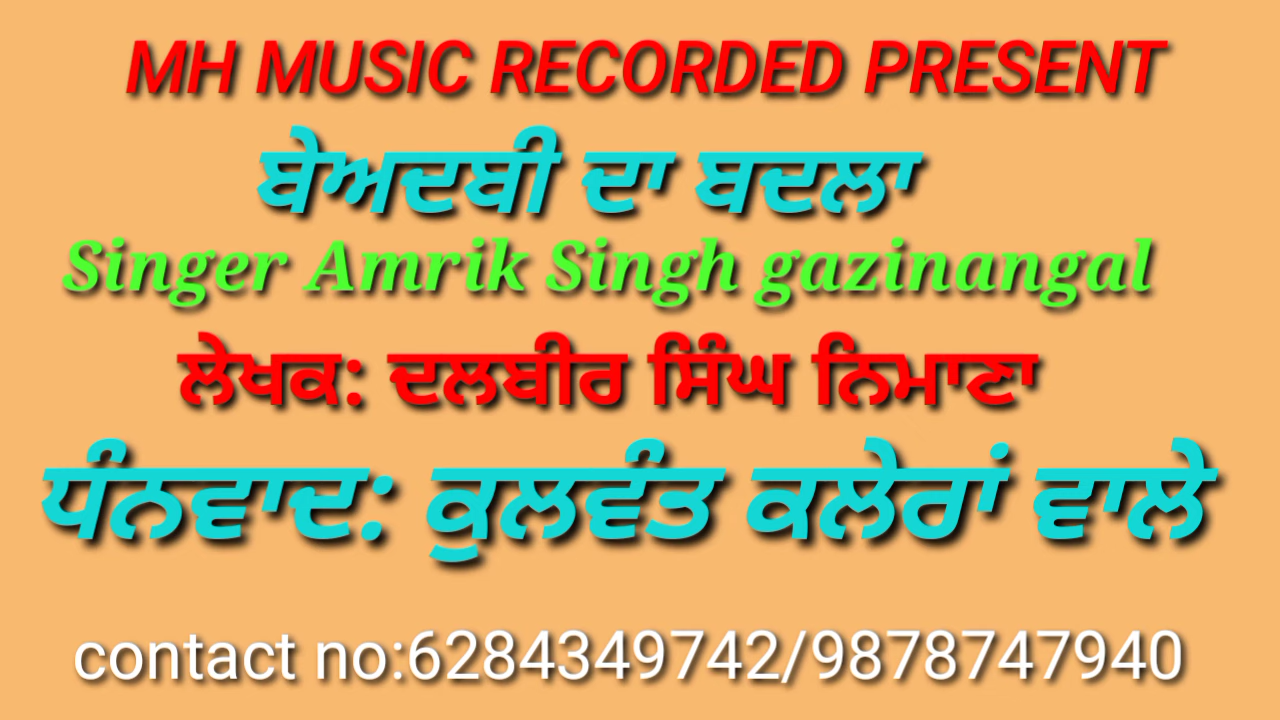 MH MUSIC RECORDED PRESENT
ਬੇਅਦਬੀ ਦਾ ਬਦਲਾ
Singer Amrik Singh gazinangal
ਲੇਖਕ: ਦਲਬੀਰ ਸਿੰਘ ਨਿਮਾਣਾ
ਧੰਨਵਾਦ: ਕੁਲਵੰਤ ਕਲੇਰਾਂ ਵਾਲੇ
contact no:6284349742/9878747940